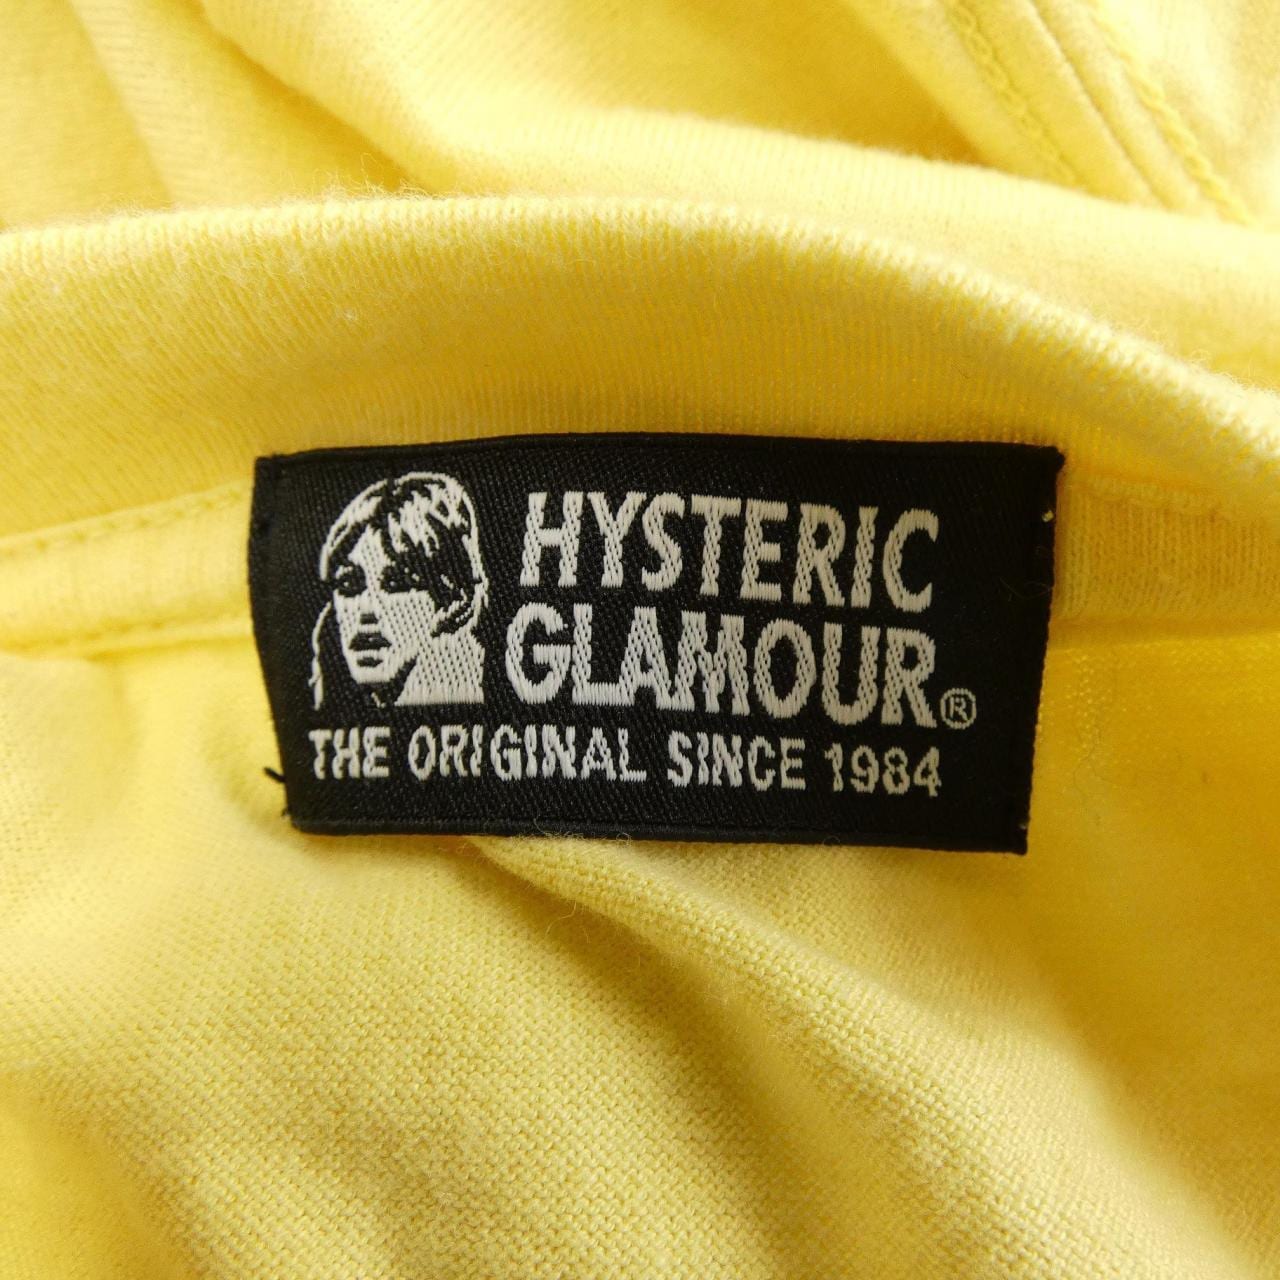 HYSTERIC
GLAMOUR®
THE ORIGINAL SINCE 1984